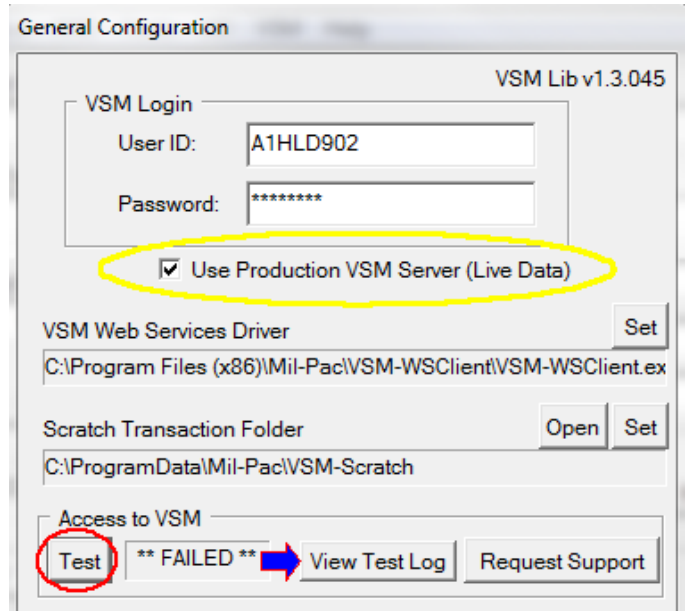 General Configuration
VSM Lib v1.3.045
VSM Login
User ID: A1HLD902
Password: ********
Use Production VSM Server (Live Data)
VSM Web Services Driver Set
C:\Program Files (x86)\Mil-Pac\VSM-WSClient\VSM-WSClient.ex
Scratch Transaction Folder Open Set
C:\ProgramData\Mil-Pac\VSM-Scratch
Access to VSM
Test ** FAILED ** View Test Log Request Support